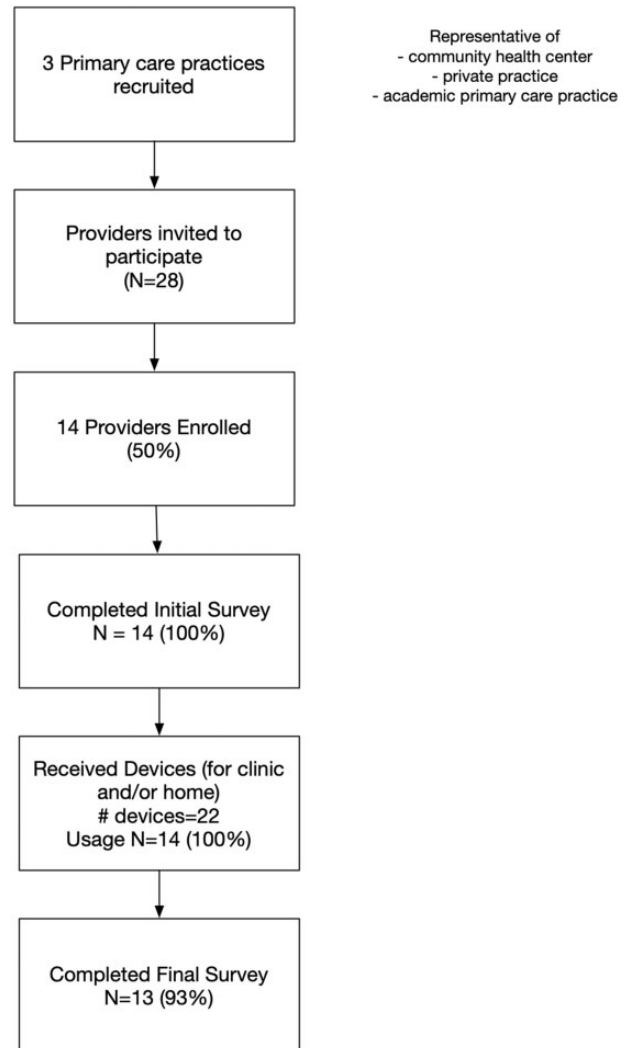 3 Primary care practices
recruited
Representative of
- community health center
- private practice
- academic primary care practice
Providers invited to
participate
(N=28)
14 Providers Enrolled
(50%)
Completed Initial Survey
N = 14 (100%)
Received Devices (for clinic
and/or home)
# devices=22
Usage N=14 (100%)
Completed Final Survey
N=13 (93%)